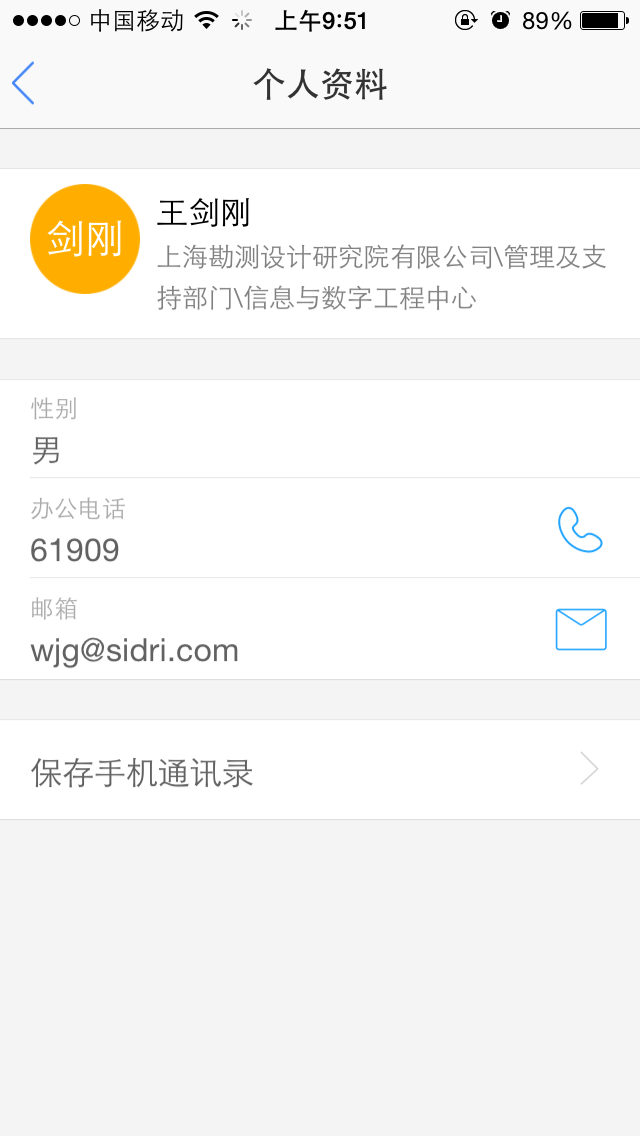 中国移动 上午9:51 89%
个人资料
剑刚
王剑刚
上海勘测设计研究院有限公司\管理及支
持部门\信息与数字工程中心
性别
男
办公电话
61909
邮箱
wjg@sidri.com
保存手机通讯录